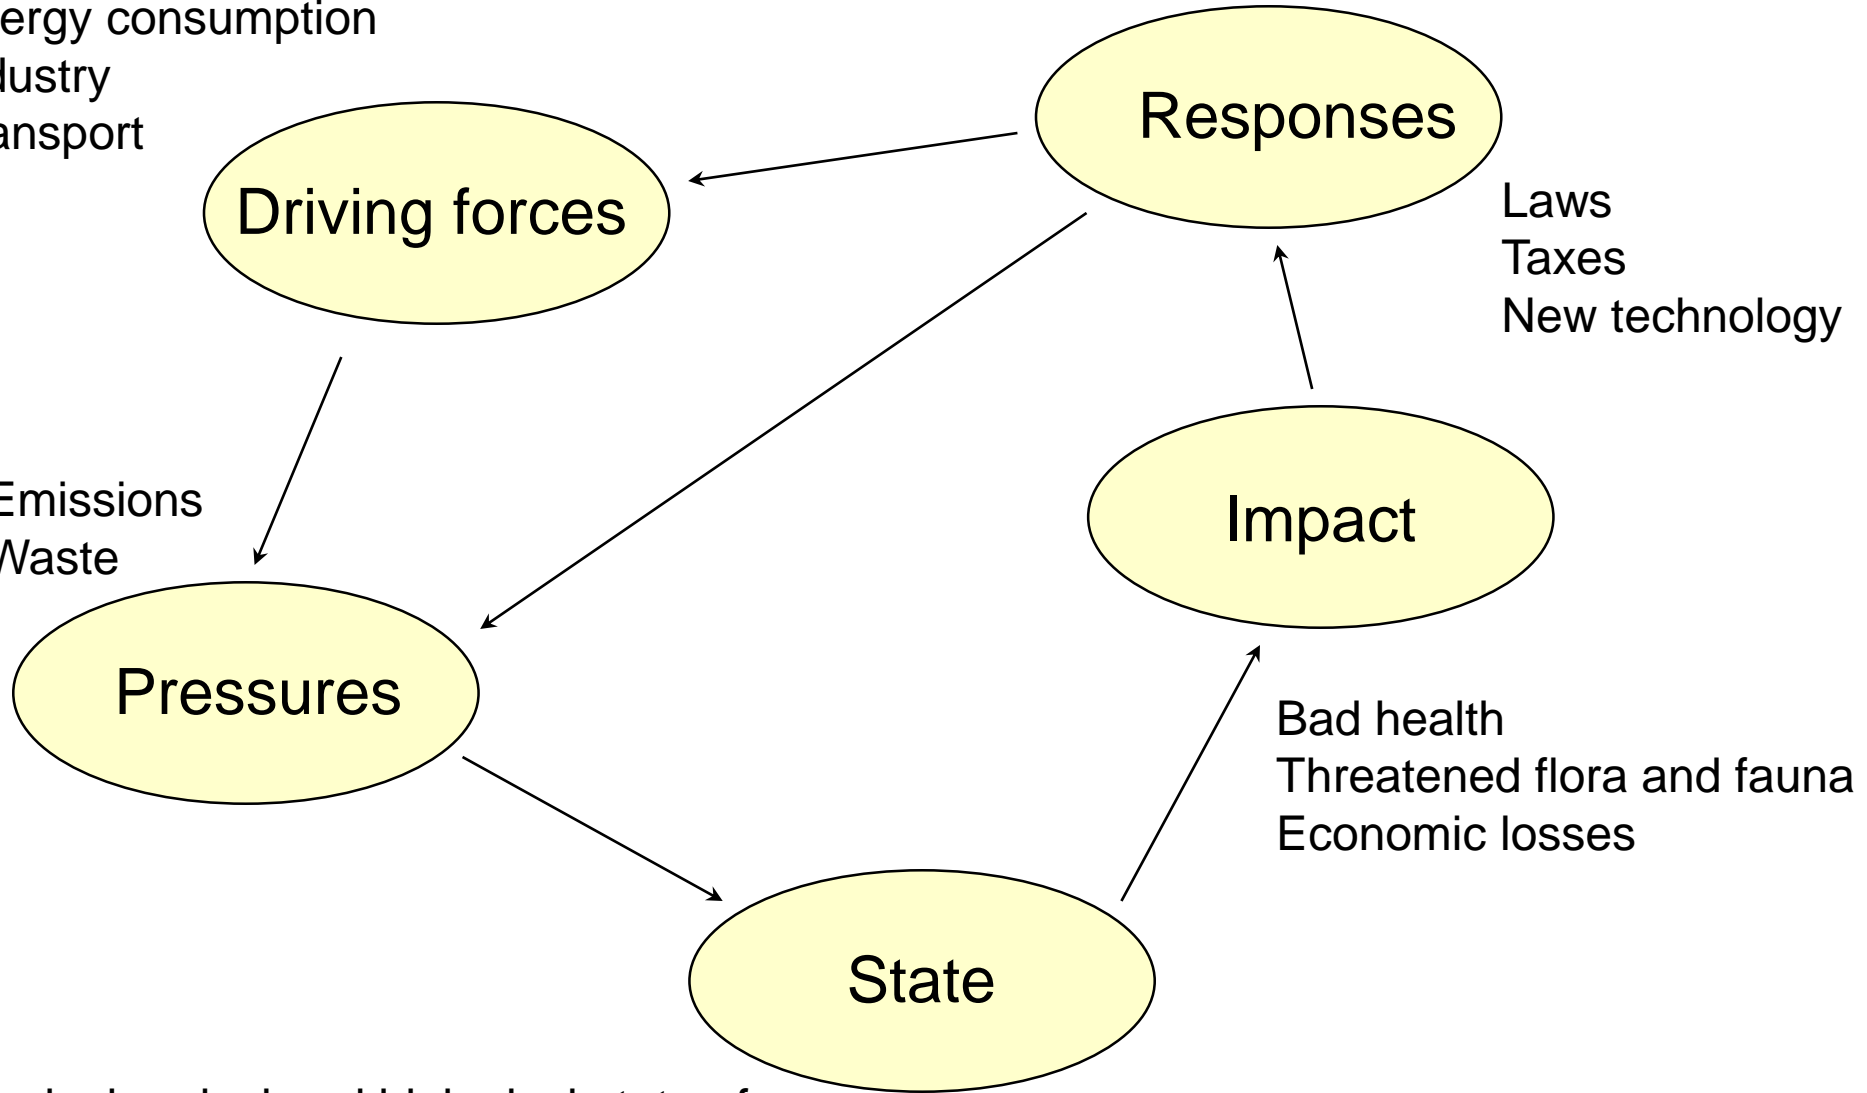 ergy consumption
dustry
ansport
Driving forces
Responses
Laws
Taxes
New technology
Emissions
Waste
Pressures
Impact
Bad health
Threatened flora and fauna
Economic losses
State